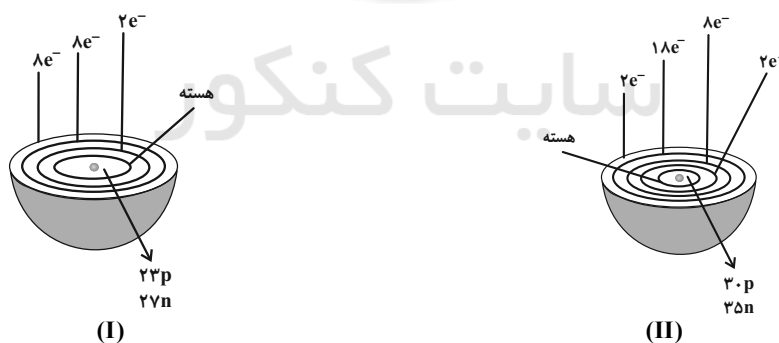 ۸e⁻ ۸e⁻ ۲e⁻
هسته
۲۳p
۲۷n
(I)
۲e⁻ ۱۸e⁻ ۸e⁻ ۲e⁻
هسته
۳۰p
۳۵n
(II)
سایت کنکور